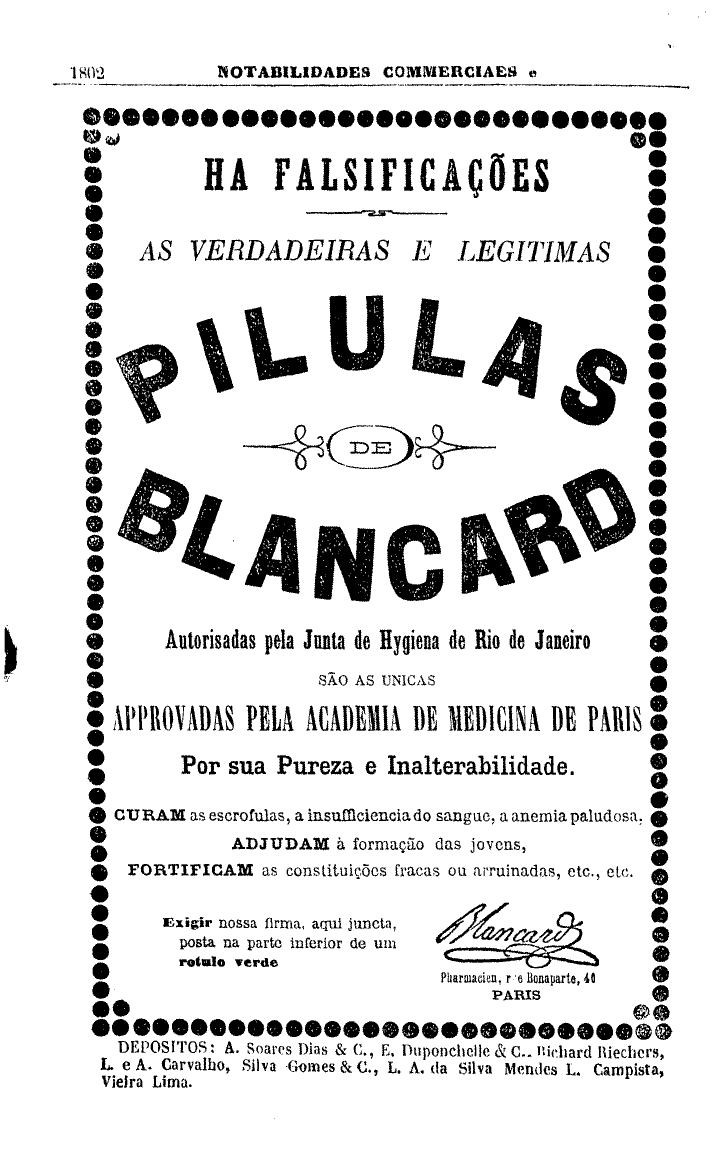 1802
NOTABILIDADES COMMERCIAES e
HA FALSIFICAÇÕES
AS VERDADEIRAS E LEGITIMAS
PILULAS
DE
BLANCARD
Autorisadas pela Junta de Hygiena de Rio de Janeiro
SÃO AS UNICAS
APPROVADAS PELA ACADEMIA DE MEDICINA DE PARIS
Por sua Pureza e Inalterabilidade.
CURAM as escrofulas, a insufficiencia do sangue, a anemia paludosa,
ADJUDAM à formação das jovens,
FORTIFICAM as constituições fracas ou arruinadas, etc., etc.
Exigir nossa firma, aqui juncta,
posta na parte inferior de um
rotulo verde
Blancard
Pharmacien, r e Bonaparte, 40
PARIS
DEPOSITOS: A. Soares Dias & C., E. Duponchelle & C.. Richard Riechers,
L. e A. Carvalho, Silva Gomes & C., L. A. da Silva Mendes L. Campista,
Vieira Lima.